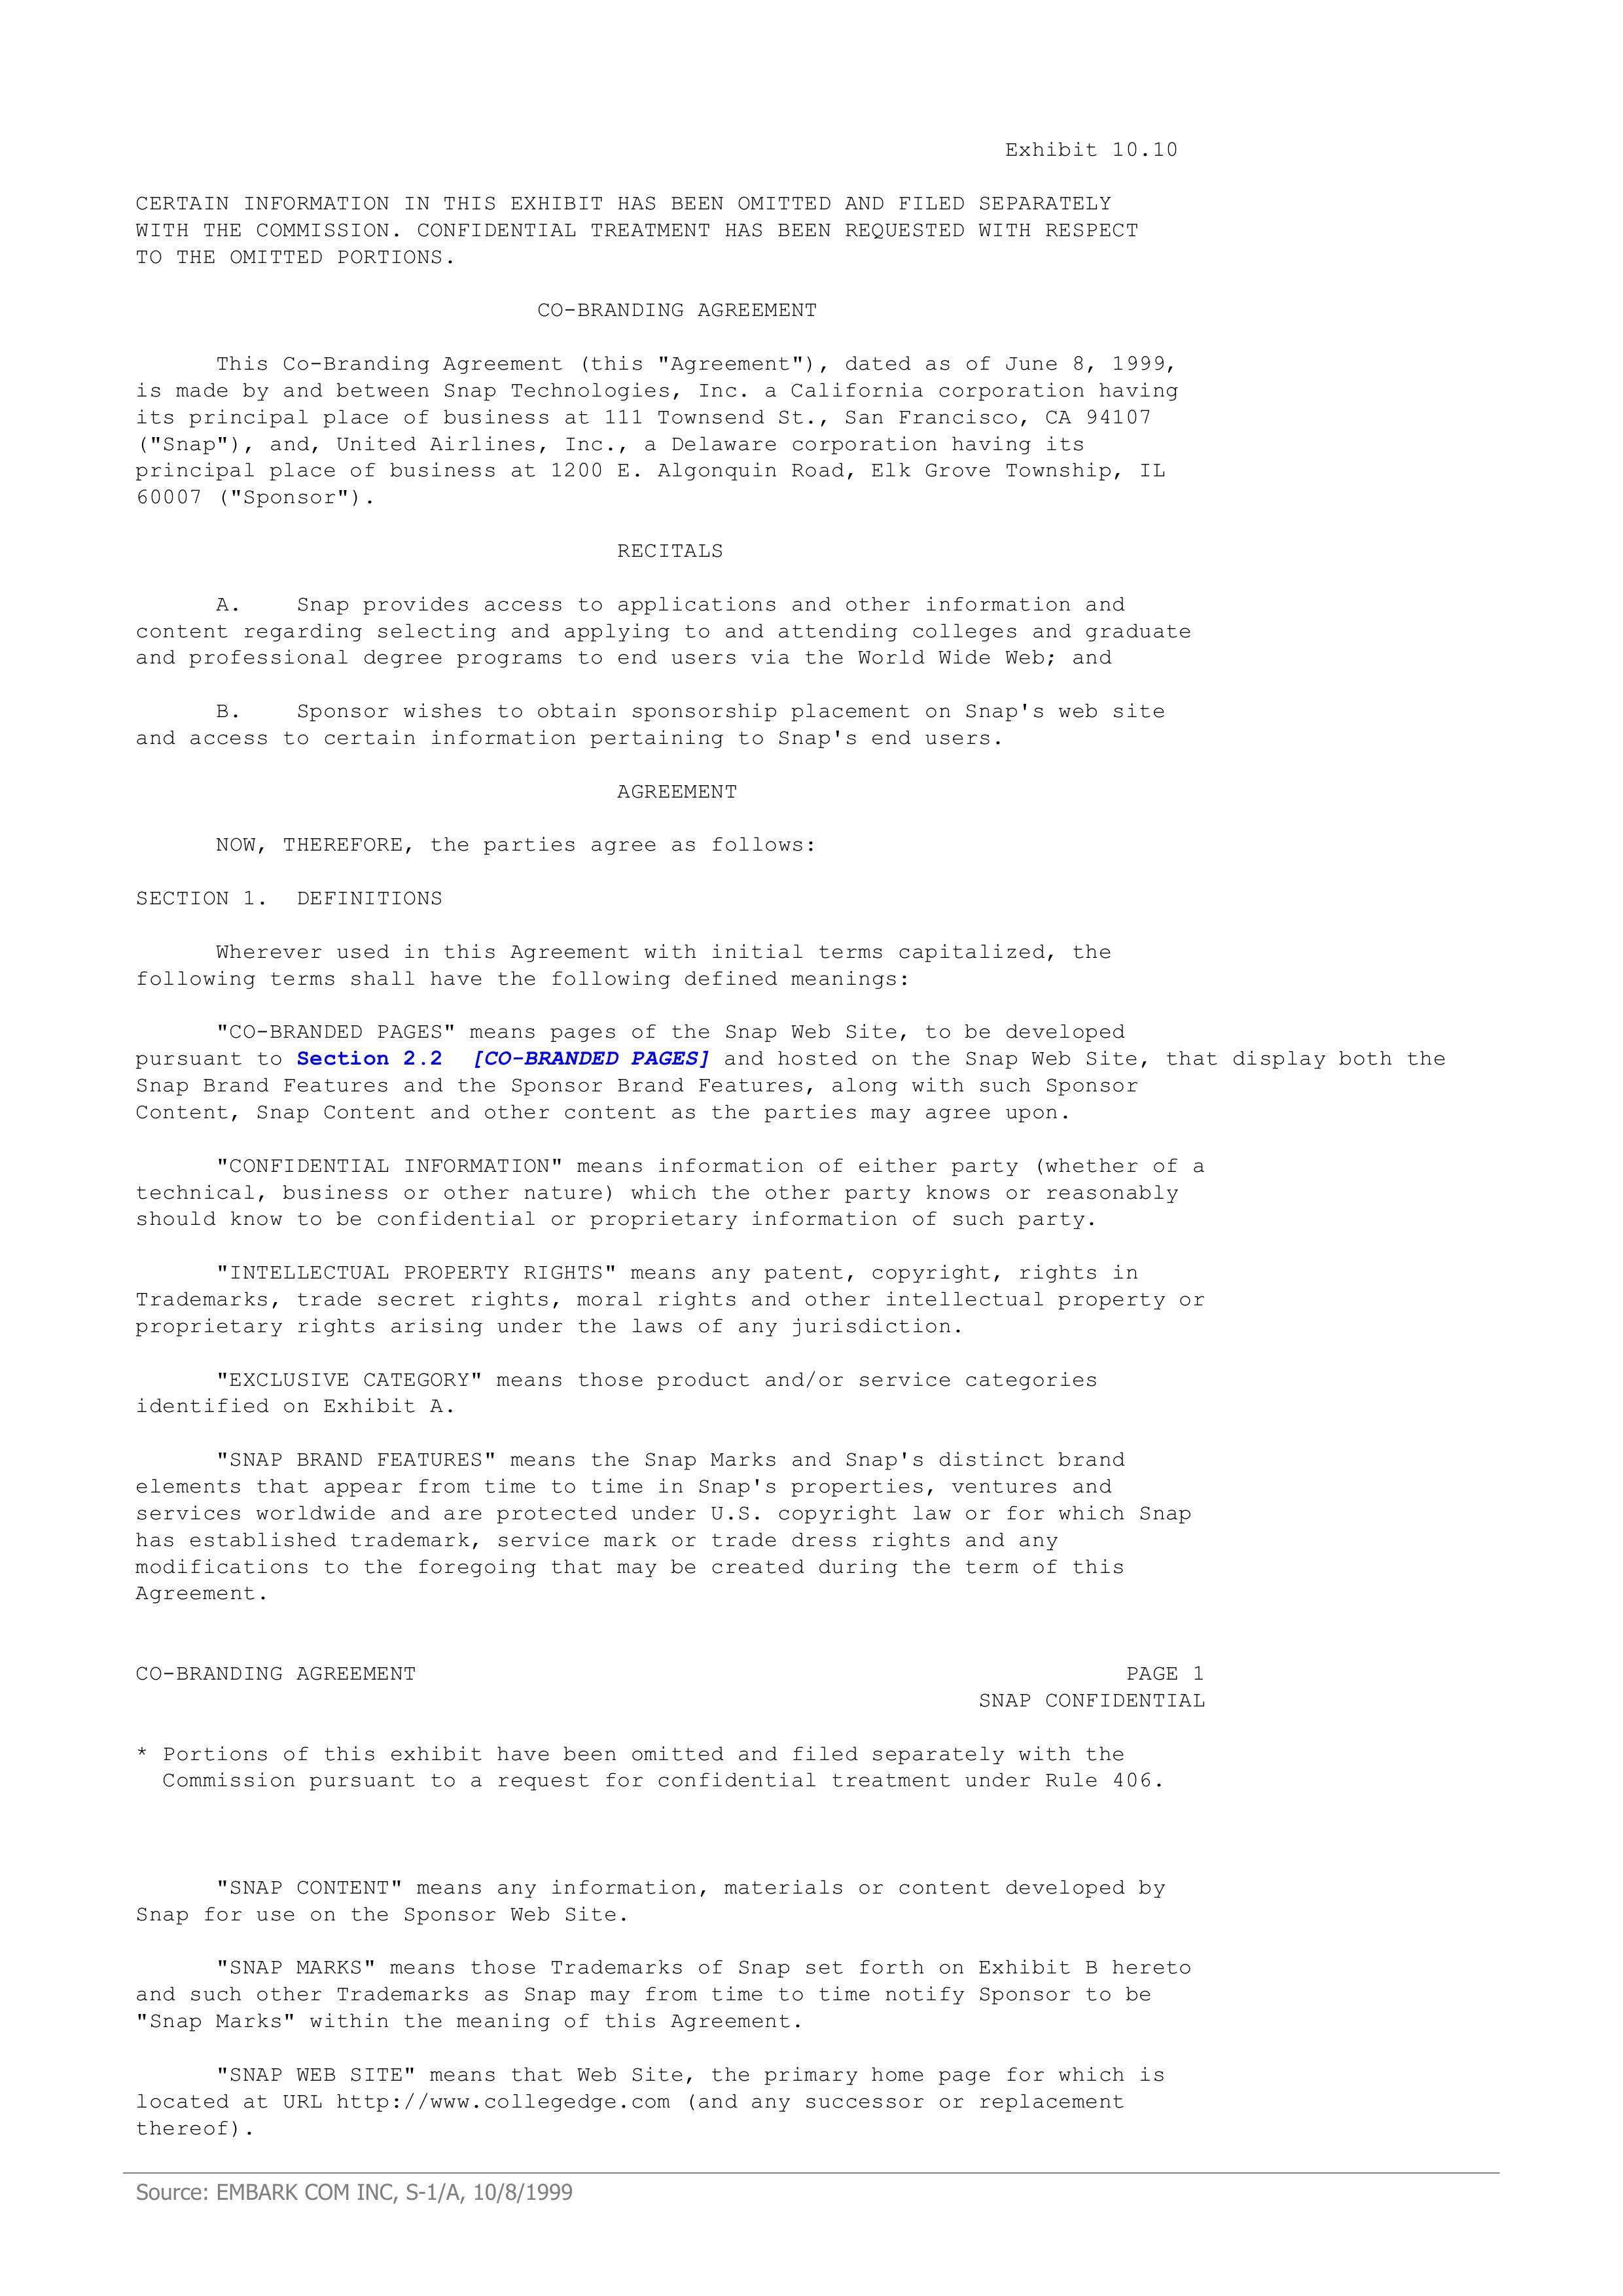 Exhibit 10.10
CERTAIN INFORMATION IN THIS EXHIBIT HAS BEEN OMITTED AND FILED SEPARATELY
WITH THE COMMISSION. CONFIDENTIAL TREATMENT HAS BEEN REQUESTED WITH RESPECT
TO THE OMITTED PORTIONS.
CO-BRANDING AGREEMENT
This Co-Branding Agreement (this "Agreement"), dated as of June 8, 1999,
is made by and between Snap Technologies, Inc. a California corporation having
its principal place of business at 111 Townsend St., San Francisco, CA 94107
("Snap"), and, United Airlines, Inc., a Delaware corporation having its
principal place of business at 1200 E. Algonquin Road, Elk Grove Township, IL
60007 ("Sponsor").
RECITALS
A. Snap provides access to applications and other information and
content regarding selecting and applying to and attending colleges and graduate
and professional degree programs to end users via the World Wide Web; and
B. Sponsor wishes to obtain sponsorship placement on Snap's web site
and access to certain information pertaining to Snap's end users.
AGREEMENT
NOW, THEREFORE, the parties agree as follows:
SECTION 1. DEFINITIONS
Wherever used in this Agreement with initial terms capitalized, the
following terms shall have the following defined meanings:
"CO-BRANDED PAGES" means pages of the Snap Web Site, to be developed
pursuant to Section 2.2 [CO-BRANDED PAGES] and hosted on the Snap Web Site, that display both the
Snap Brand Features and the Sponsor Brand Features, along with such Sponsor
Content, Snap Content and other content as the parties may agree upon.
"CONFIDENTIAL INFORMATION" means information of either party (whether of a
technical, business or other nature) which the other party knows or reasonably
should know to be confidential or proprietary information of such party.
"INTELLECTUAL PROPERTY RIGHTS" means any patent, copyright, rights in
Trademarks, trade secret rights, moral rights and other intellectual property or
proprietary rights arising under the laws of any jurisdiction.
"EXCLUSIVE CATEGORY" means those product and/or service categories
identified on Exhibit A.
"SNAP BRAND FEATURES" means the Snap Marks and Snap's distinct brand
elements that appear from time to time in Snap's properties, ventures and
services worldwide and are protected under U.S. copyright law or for which Snap
has established trademark, service mark or trade dress rights and any
modifications to the foregoing that may be created during the term of this
Agreement.
CO-BRANDING AGREEMENT PAGE 1
SNAP CONFIDENTIAL
* Portions of this exhibit have been omitted and filed separately with the
Commission pursuant to a request for confidential treatment under Rule 406.
"SNAP CONTENT" means any information, materials or content developed by
Snap for use on the Sponsor Web Site.
"SNAP MARKS" means those Trademarks of Snap set forth on Exhibit B hereto
and such other Trademarks as Snap may from time to time notify Sponsor to be
"Snap Marks" within the meaning of this Agreement.
"SNAP WEB SITE" means that Web Site, the primary home page for which is
located at URL http://www.collegedge.com (and any successor or replacement
thereof).
Source: EMBARK COM INC, S-1/A, 10/8/1999